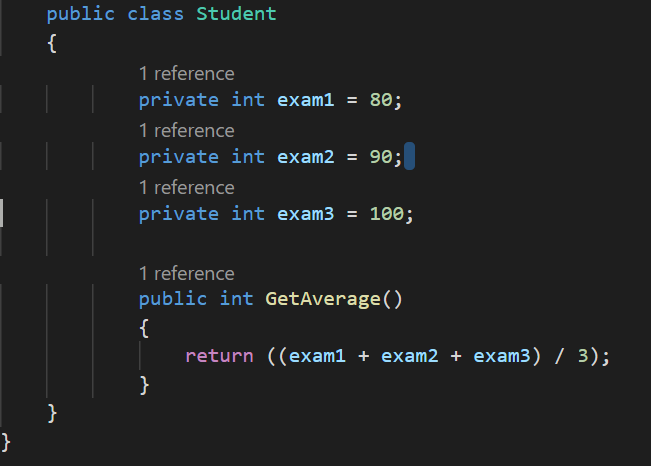 public class Student
{
1 reference
private int exam1 = 80;
1 reference
private int exam2 = 90;
1 reference
private int exam3 = 100;
1 reference
public int GetAverage()
{
return ((exam1 + exam2 + exam3) / 3);
}
}
}